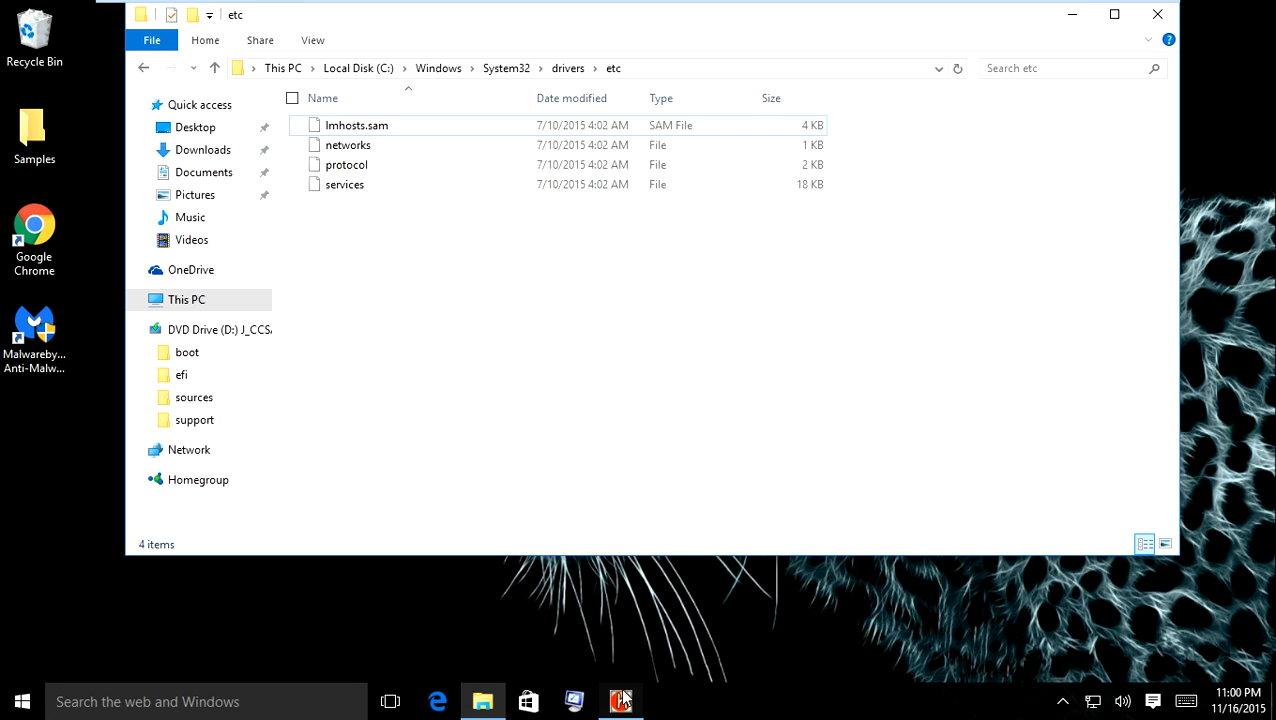 etc
File Home Share View
This PC Local Disk (C:) Windows System32 drivers etc Search etc
Name Date modified Type Size
lmhosts.sam 7/10/2015 4:02 AM SAM File 4 KB
networks 7/10/2015 4:02 AM File 1 KB
protocol 7/10/2015 4:02 AM File 2 KB
services 7/10/2015 4:02 AM File 18 KB
Quick access
Desktop
Downloads
Documents
Pictures
Music
Videos
OneDrive
This PC
DVD Drive (D:) J_CCSA
boot
efi
sources
support
Network
Homegroup
4 items
Recycle Bin
Samples
Google
Chrome
Malwareby...
Anti-Malw...
Search the web and Windows
11:00 PM
11/16/2015